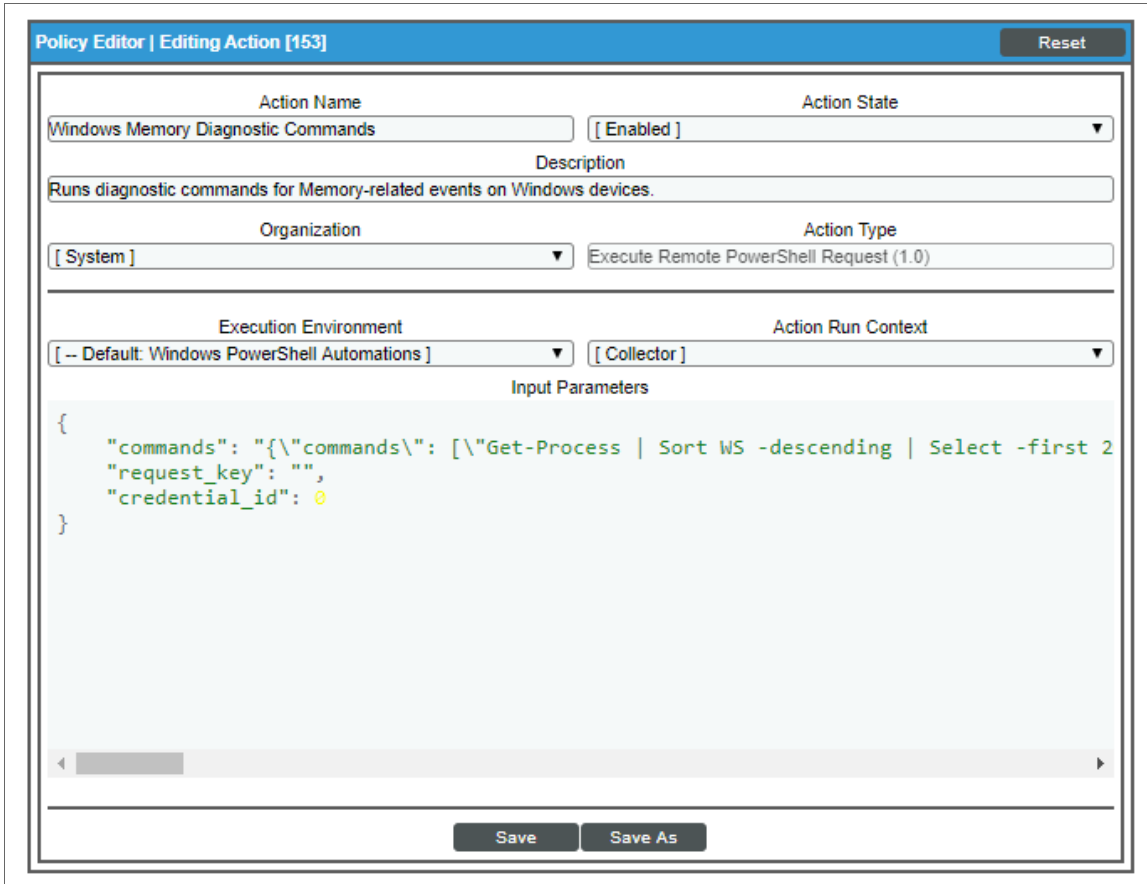 Policy Editor | Editing Action [153] Reset
Action Name Action State
Windows Memory Diagnostic Commands [ Enabled ]
Description
Runs diagnostic commands for Memory-related events on Windows devices.
Organization Action Type
[ System ] Execute Remote PowerShell Request (1.0)
Execution Environment Action Run Context
[ -- Default: Windows PowerShell Automations ] [ Collector ]
Input Parameters
{
"commands": "{\"commands\": [\"Get-Process | Sort WS -descending | Select -first 2
"request_key": "",
"credential_id": 0
}
Save Save As